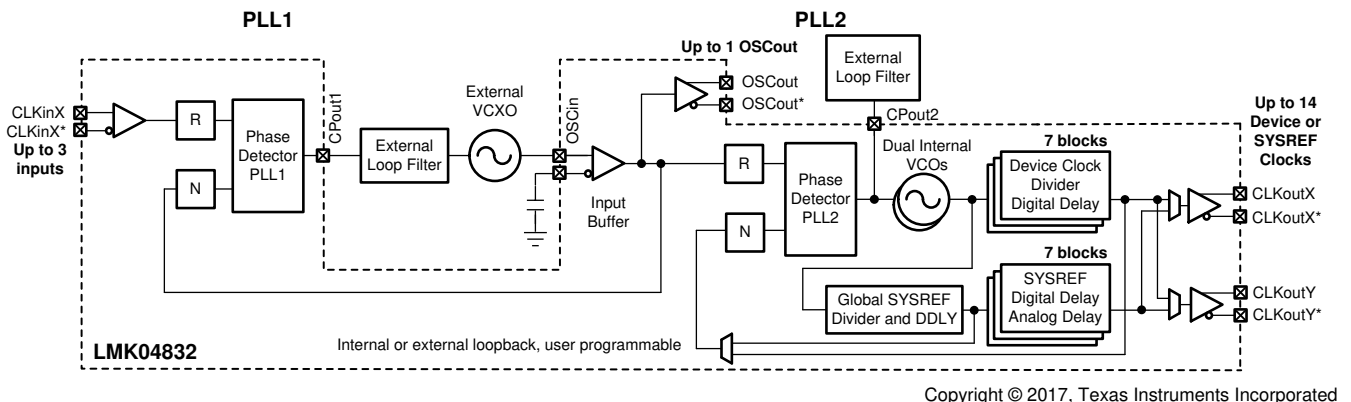 PLL1
PLL2
Up to 1 OSCout
CLKinX
CLKinX*
Up to 3
inputs
R
N
Phase
Detector
PLL1
CPout1
External
Loop Filter
External
VCXO
OSCin
Input
Buffer
OSCout
OSCout*
External
Loop Filter
CPout2
R
N
Phase
Detector
PLL2
Dual Internal
VCOs
7 blocks
Device Clock
Divider
Digital Delay
7 blocks
SYSREF
Digital Delay
Analog Delay
Global SYSREF
Divider and DDLY
Up to 14
Device or
SYSREF
Clocks
CLKoutX
CLKoutX*
CLKoutY
CLKoutY*
Internal or external loopback, user programmable
LMK04832
Copyright © 2017, Texas Instruments Incorporated